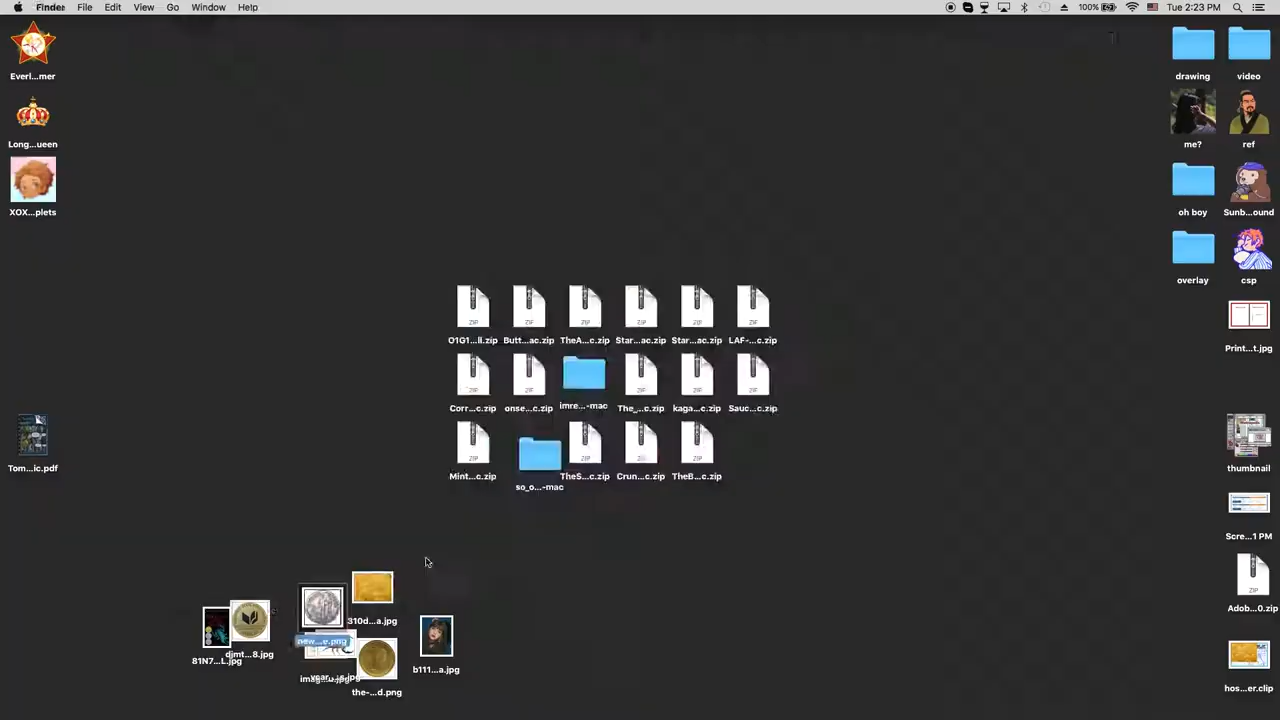 Finder File Edit View Go Window Help 100% Tue 2:23 PM
Everl...mer
drawing video
Long...ueen
me? ref
XOX...plets
oh boy Sunb...ound
overlay csp
O1G1...il.zip Butt...ac.zip TheA...c.zip Star...ac.zip Star...ac.zip LAF-...c.zip
Print...t.jpg
Corr...c.zip onse...c.zip imre...-mac The_...c.zip kaga...c.zip Sauc...c.zip
Tom...ic.pdf
Mint...c.zip so_o...-mac TheS...c.zip Crun...c.zip TheB...c.zip
thumbnail
Scre...1 PM
ZIP
Adob...0.zip
310d...a.jpg
81N7...L.jpg djmt...8.jpg
b111...a.jpg
the-...d.png
hos...er.clip